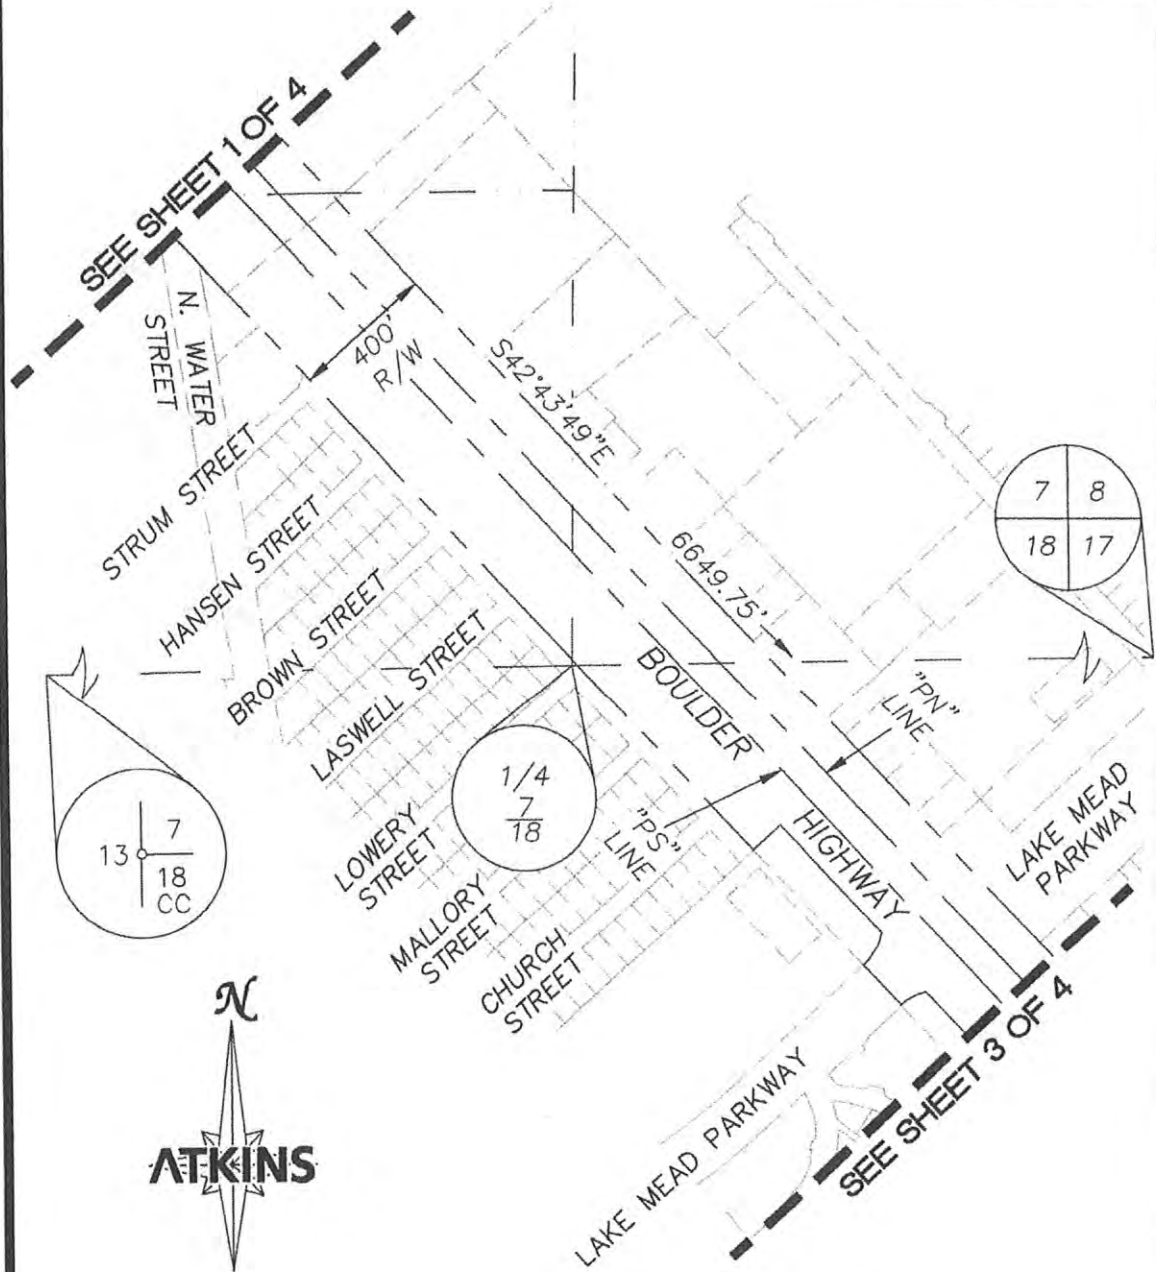 SEE SHEET 1 OF 4
N. WATER
STREET
400'
R/W
S42°43'49"E
6649.75'
STRUM STREET
HANSEN STREET
BROWN STREET
LASWELL STREET
LOWERY
STREET
MALLORY
STREET
CHURCH
STREET
7 8
18 17
13 7
18
CC
1/4
7
18
BOULDER
HIGHWAY
"PN"
LINE
"PS"
LINE
LAKE MEAD
PARKWAY
LAKE MEAD PARKWAY
SEE SHEET 3 OF 4
N
ATKINS